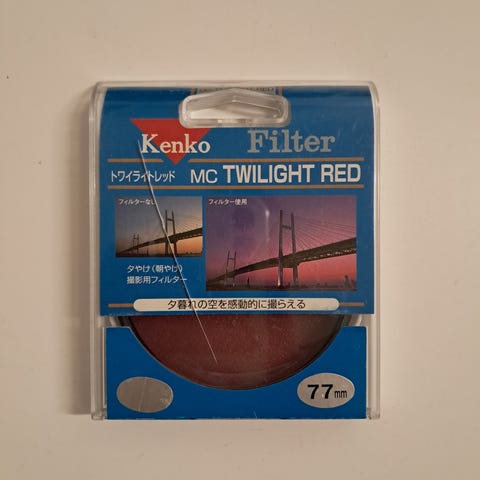 Kenko Filter
トワイライトレッド MC TWILIGHT RED
フィルターなし
フィルター使用
夕やけ(朝やけ)
撮影用フィルター
夕暮れの空を感動的に撮らえる
77mm